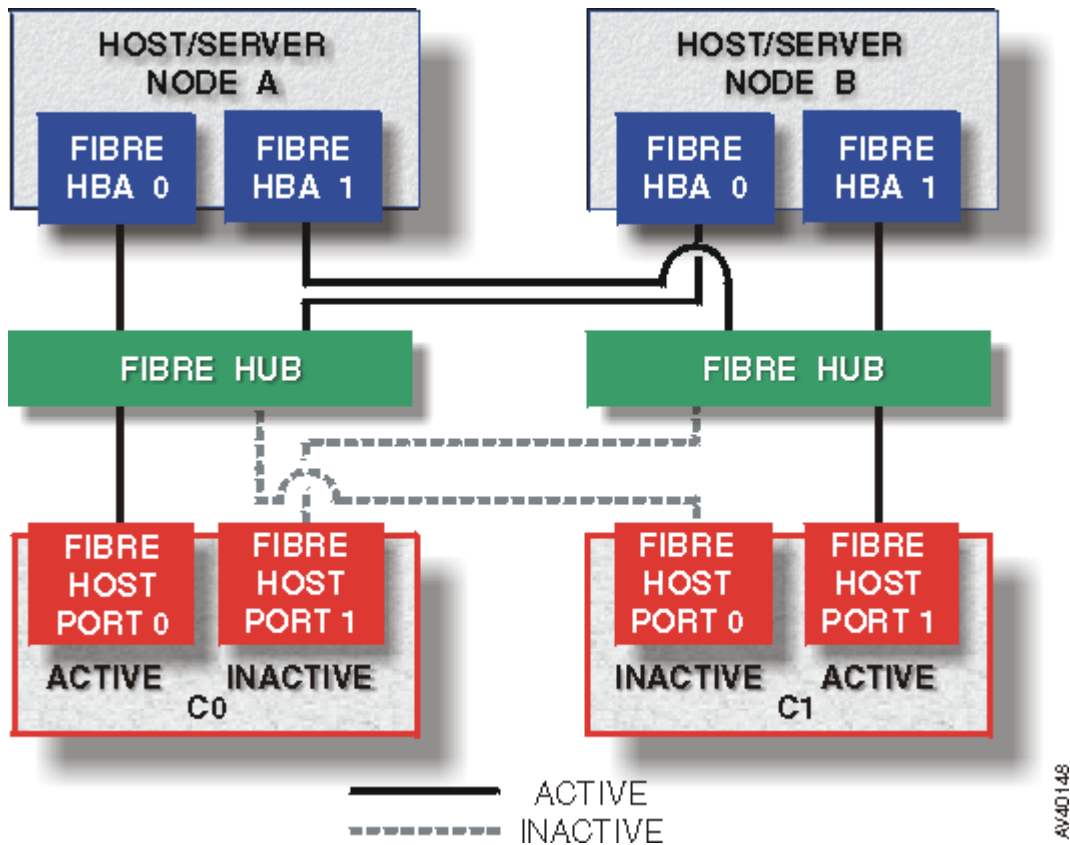 HOST/SERVER
NODE A
FIBRE
HBA 0
FIBRE
HBA 1
HOST/SERVER
NODE B
FIBRE
HBA 0
FIBRE
HBA 1
FIBRE HUB
FIBRE HUB
FIBRE
HOST
PORT 0
FIBRE
HOST
PORT 1
ACTIVE
INACTIVE
C0
FIBRE
HOST
PORT 0
FIBRE
HOST
PORT 1
INACTIVE
ACTIVE
C1
ACTIVE
INACTIVE
AV40148